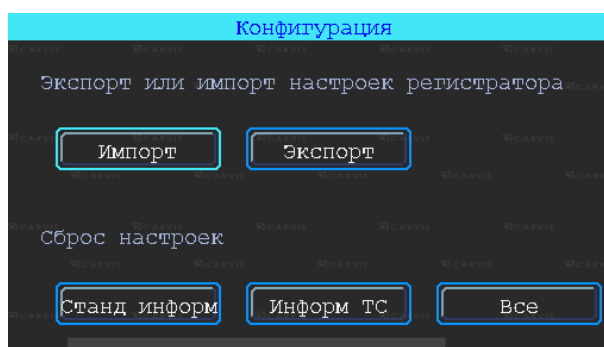 Конфигурация
Экспорт или импорт настроек регистратора
Импорт Экспорт
Сброс настроек
Станд информ Информ ТС Все